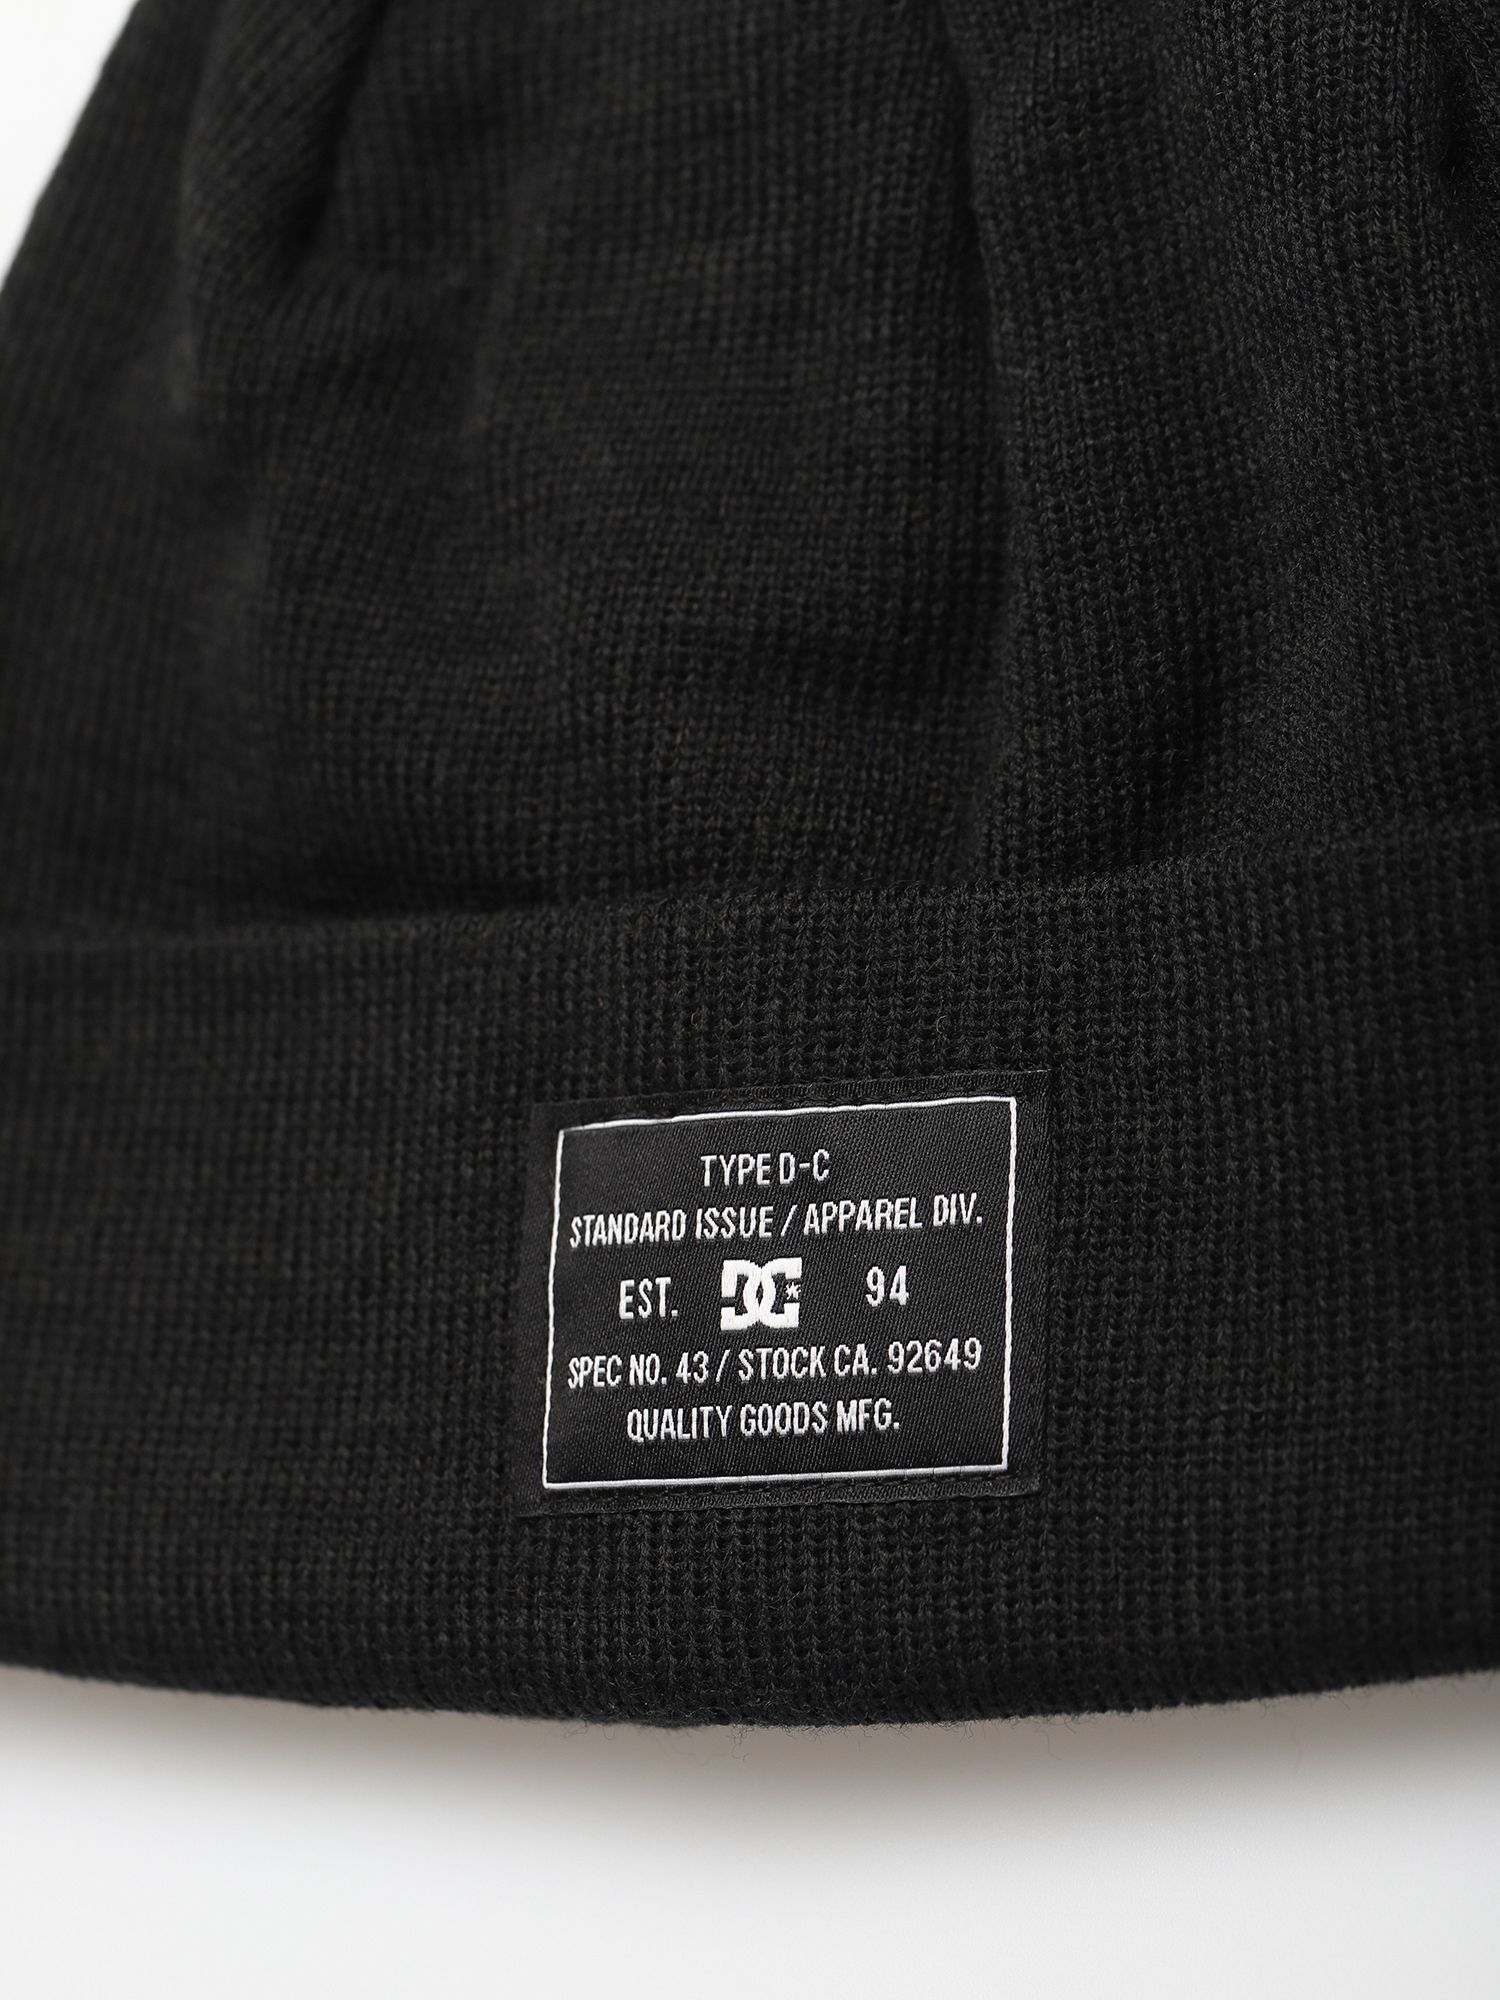 TYPE D-C
STANDARD ISSUE / APPAREL DIV.
EST. DC 94
SPEC NO. 43 / STOCK CA. 92649
QUALITY GOODS MFG.